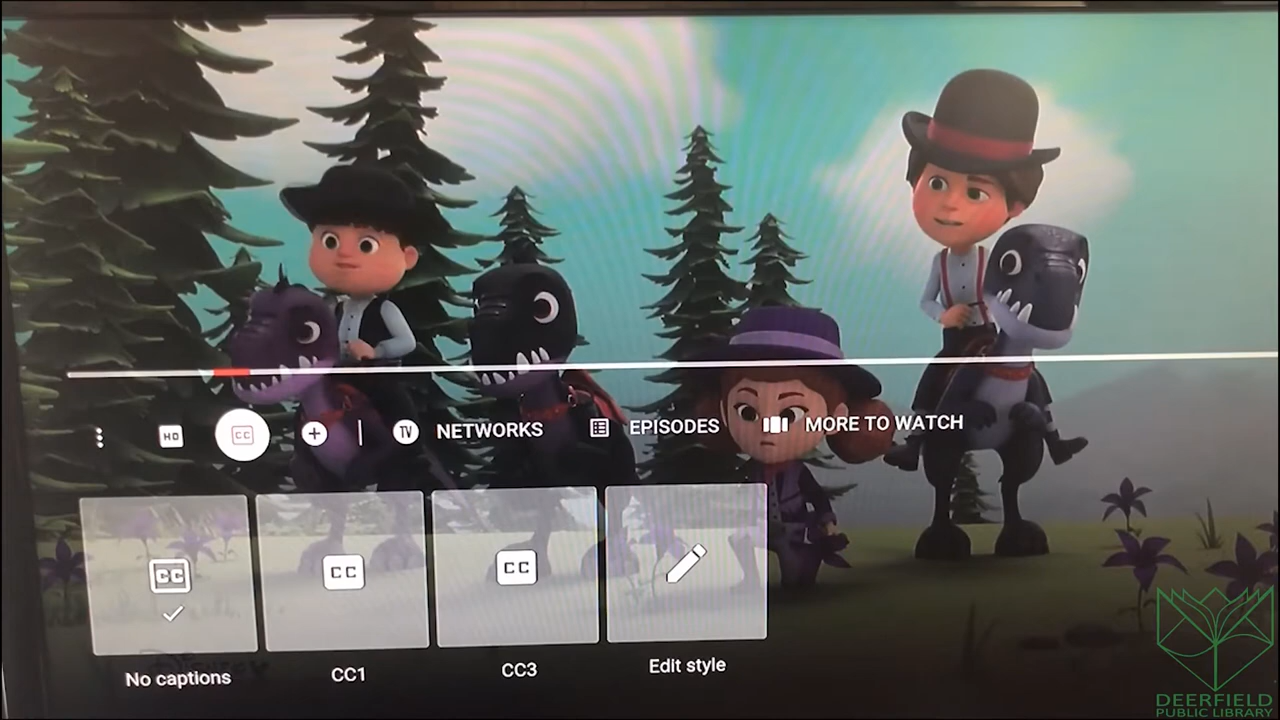 HD
CC
TV
NETWORKS
EPISODES
MORE TO WATCH
CC
CC
CC
No captions
CC1
CC3
Edit style
DEERFIELD
PUBLIC LIBRARY